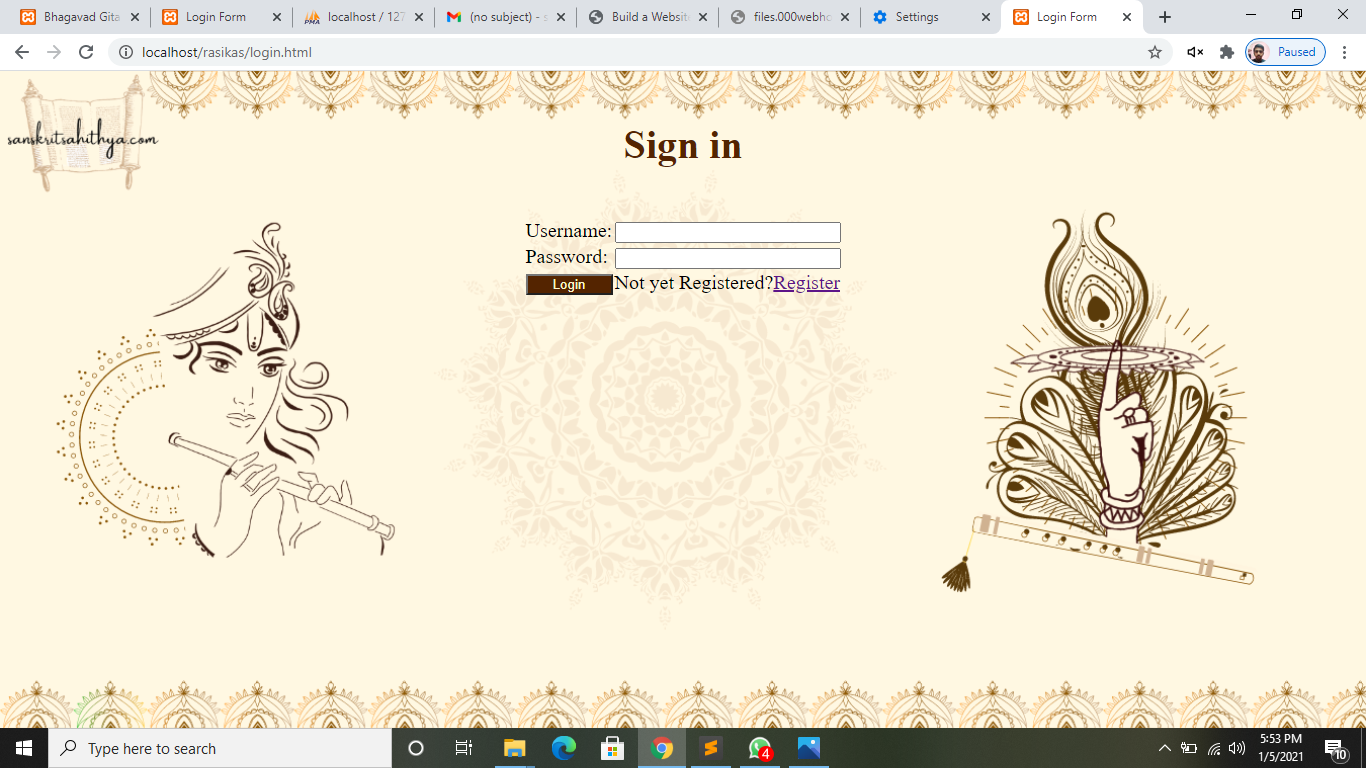 Bhagavad Gita
Login Form
localhost / 127
(no subject) - s
Build a Websit
files.000webho
Settings
Login Form
localhost/rasikas/login.html
Paused
sanskritsahithya.com
Sign in
Username:
Password:
Login Not yet Registered?Register
Type here to search
4
5:53 PM
1/5/2021
10